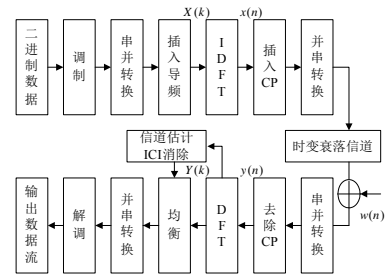 X(k)
x(n)
二进制数据
调制
串并转换
插入导频
IDFT
插入CP
并串转换
信道估计
ICI消除
时变衰落信道
Y(k)
y(n)
w(n)
输出数据流
解调
并串转换
均衡
DFT
去除CP
串并转换